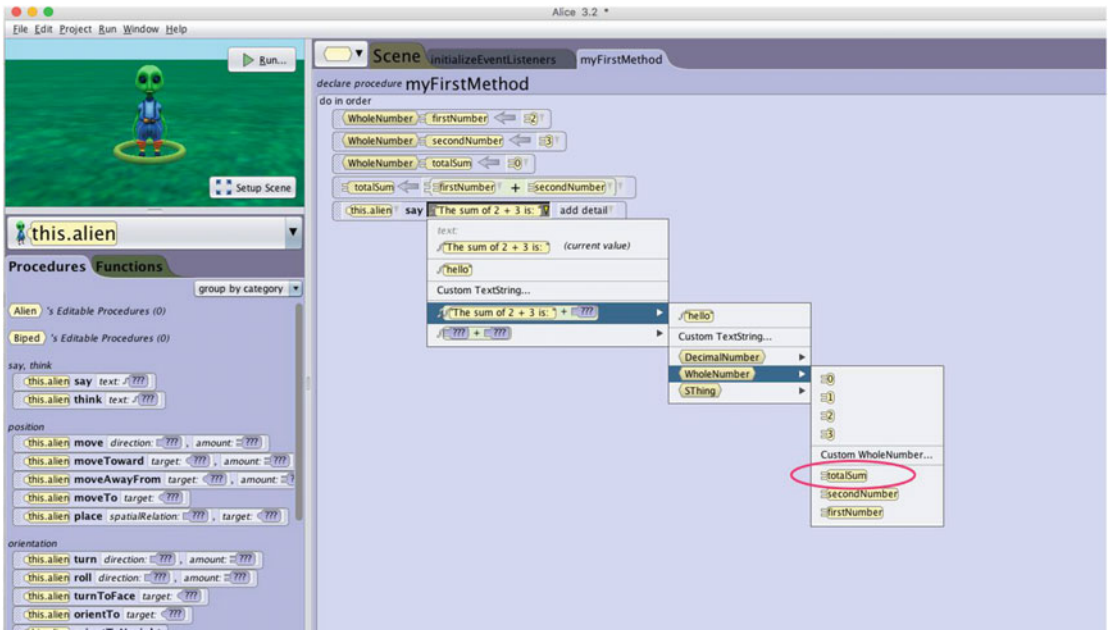 Alice 3.2 *
File Edit Project Run Window Help
Run...
Setup Scene
this.alien
Procedures Functions
group by category
Alien 's Editable Procedures (0)
Biped 's Editable Procedures (0)
say, think
this.alien say text: ???
this.alien think text: ???
position
this.alien move direction: ??? , amount: ???
this.alien moveToward target: ??? , amount: ???
this.alien moveAwayFrom target: ??? , amount:
this.alien moveTo target: ???
this.alien place spatialRelation: ??? , target: ???
orientation
this.alien turn direction: ??? , amount: ???
this.alien roll direction: ??? , amount: ???
this.alien turnToFace target: ???
this.alien orientTo target: ???
Scene initializeEventListeners myFirstMethod
declare procedure myFirstMethod
do in order
WholeNumber firstNumber 2
WholeNumber secondNumber 3
WholeNumber totalSum 0
totalSum firstNumber + secondNumber
this.alien say "The sum of 2 + 3 is: " add detail
text:
"The sum of 2 + 3 is: " (current value)
"hello"
Custom TextString...
"The sum of 2 + 3 is: " + ???
??? + ???
"hello"
Custom TextString...
DecimalNumber
WholeNumber
SThing
0
1
2
3
Custom WholeNumber...
totalSum
secondNumber
firstNumber